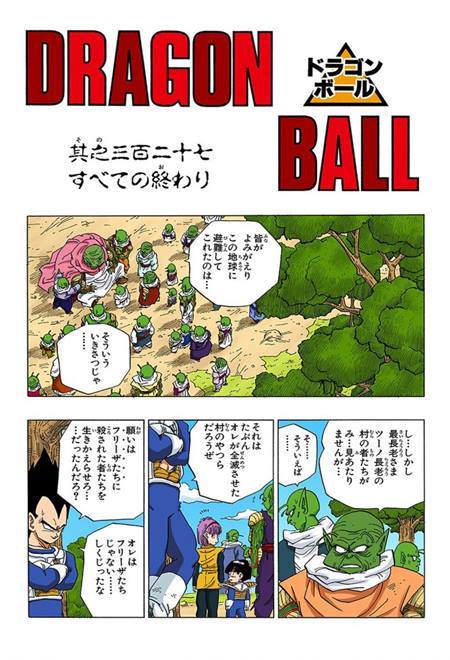 DRAGON
BALL
ドラゴン
ボール
其之三百二十七
すべての終わり
皆が
よみがえり
この地球に
避難して
これたのは…
そういう
いきさつじゃ
……
し…しかし
最長老さま
ツーノ長老の
村の者たちが
み…見あたり
ませんが…
そ……
そういえば
それは
たぶん
オレが全滅させた
村のやつら
だろうぜ
願いは
フリーザたちに
殺された者たちを
生きかえらせろ…
…だったんだろ?
オレは
フリーザたち
じゃない……
しくじったな